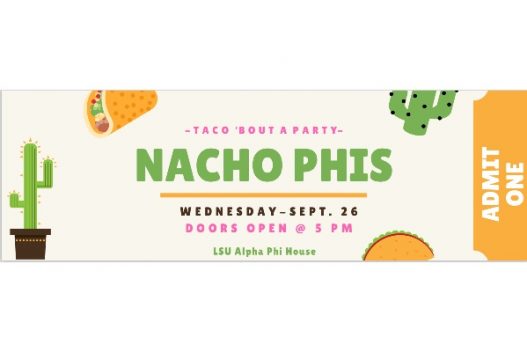 ~TACO 'BOUT A PARTY~
NACHO PHIS
WEDNESDAY~SEPT. 26
DOORS OPEN @ 5 PM
LSU Alpha Phi House
ADMIT
ONE